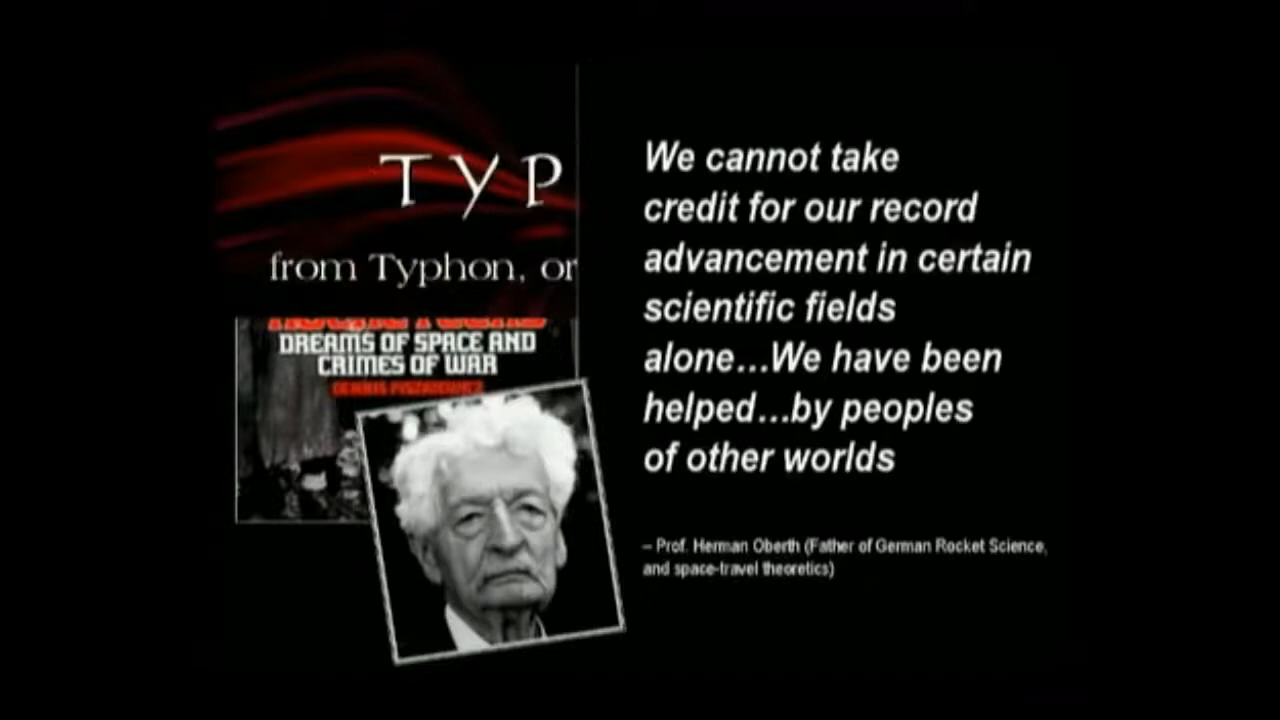 TYP
from Typhon, or
DREAMS OF SPACE AND
CRIMES OF WAR
We cannot take
credit for our record
advancement in certain
scientific fields
alone...We have been
helped...by peoples
of other worlds
– Prof. Herman Oberth (Father of German Rocket Science,
and space-travel theoretics)